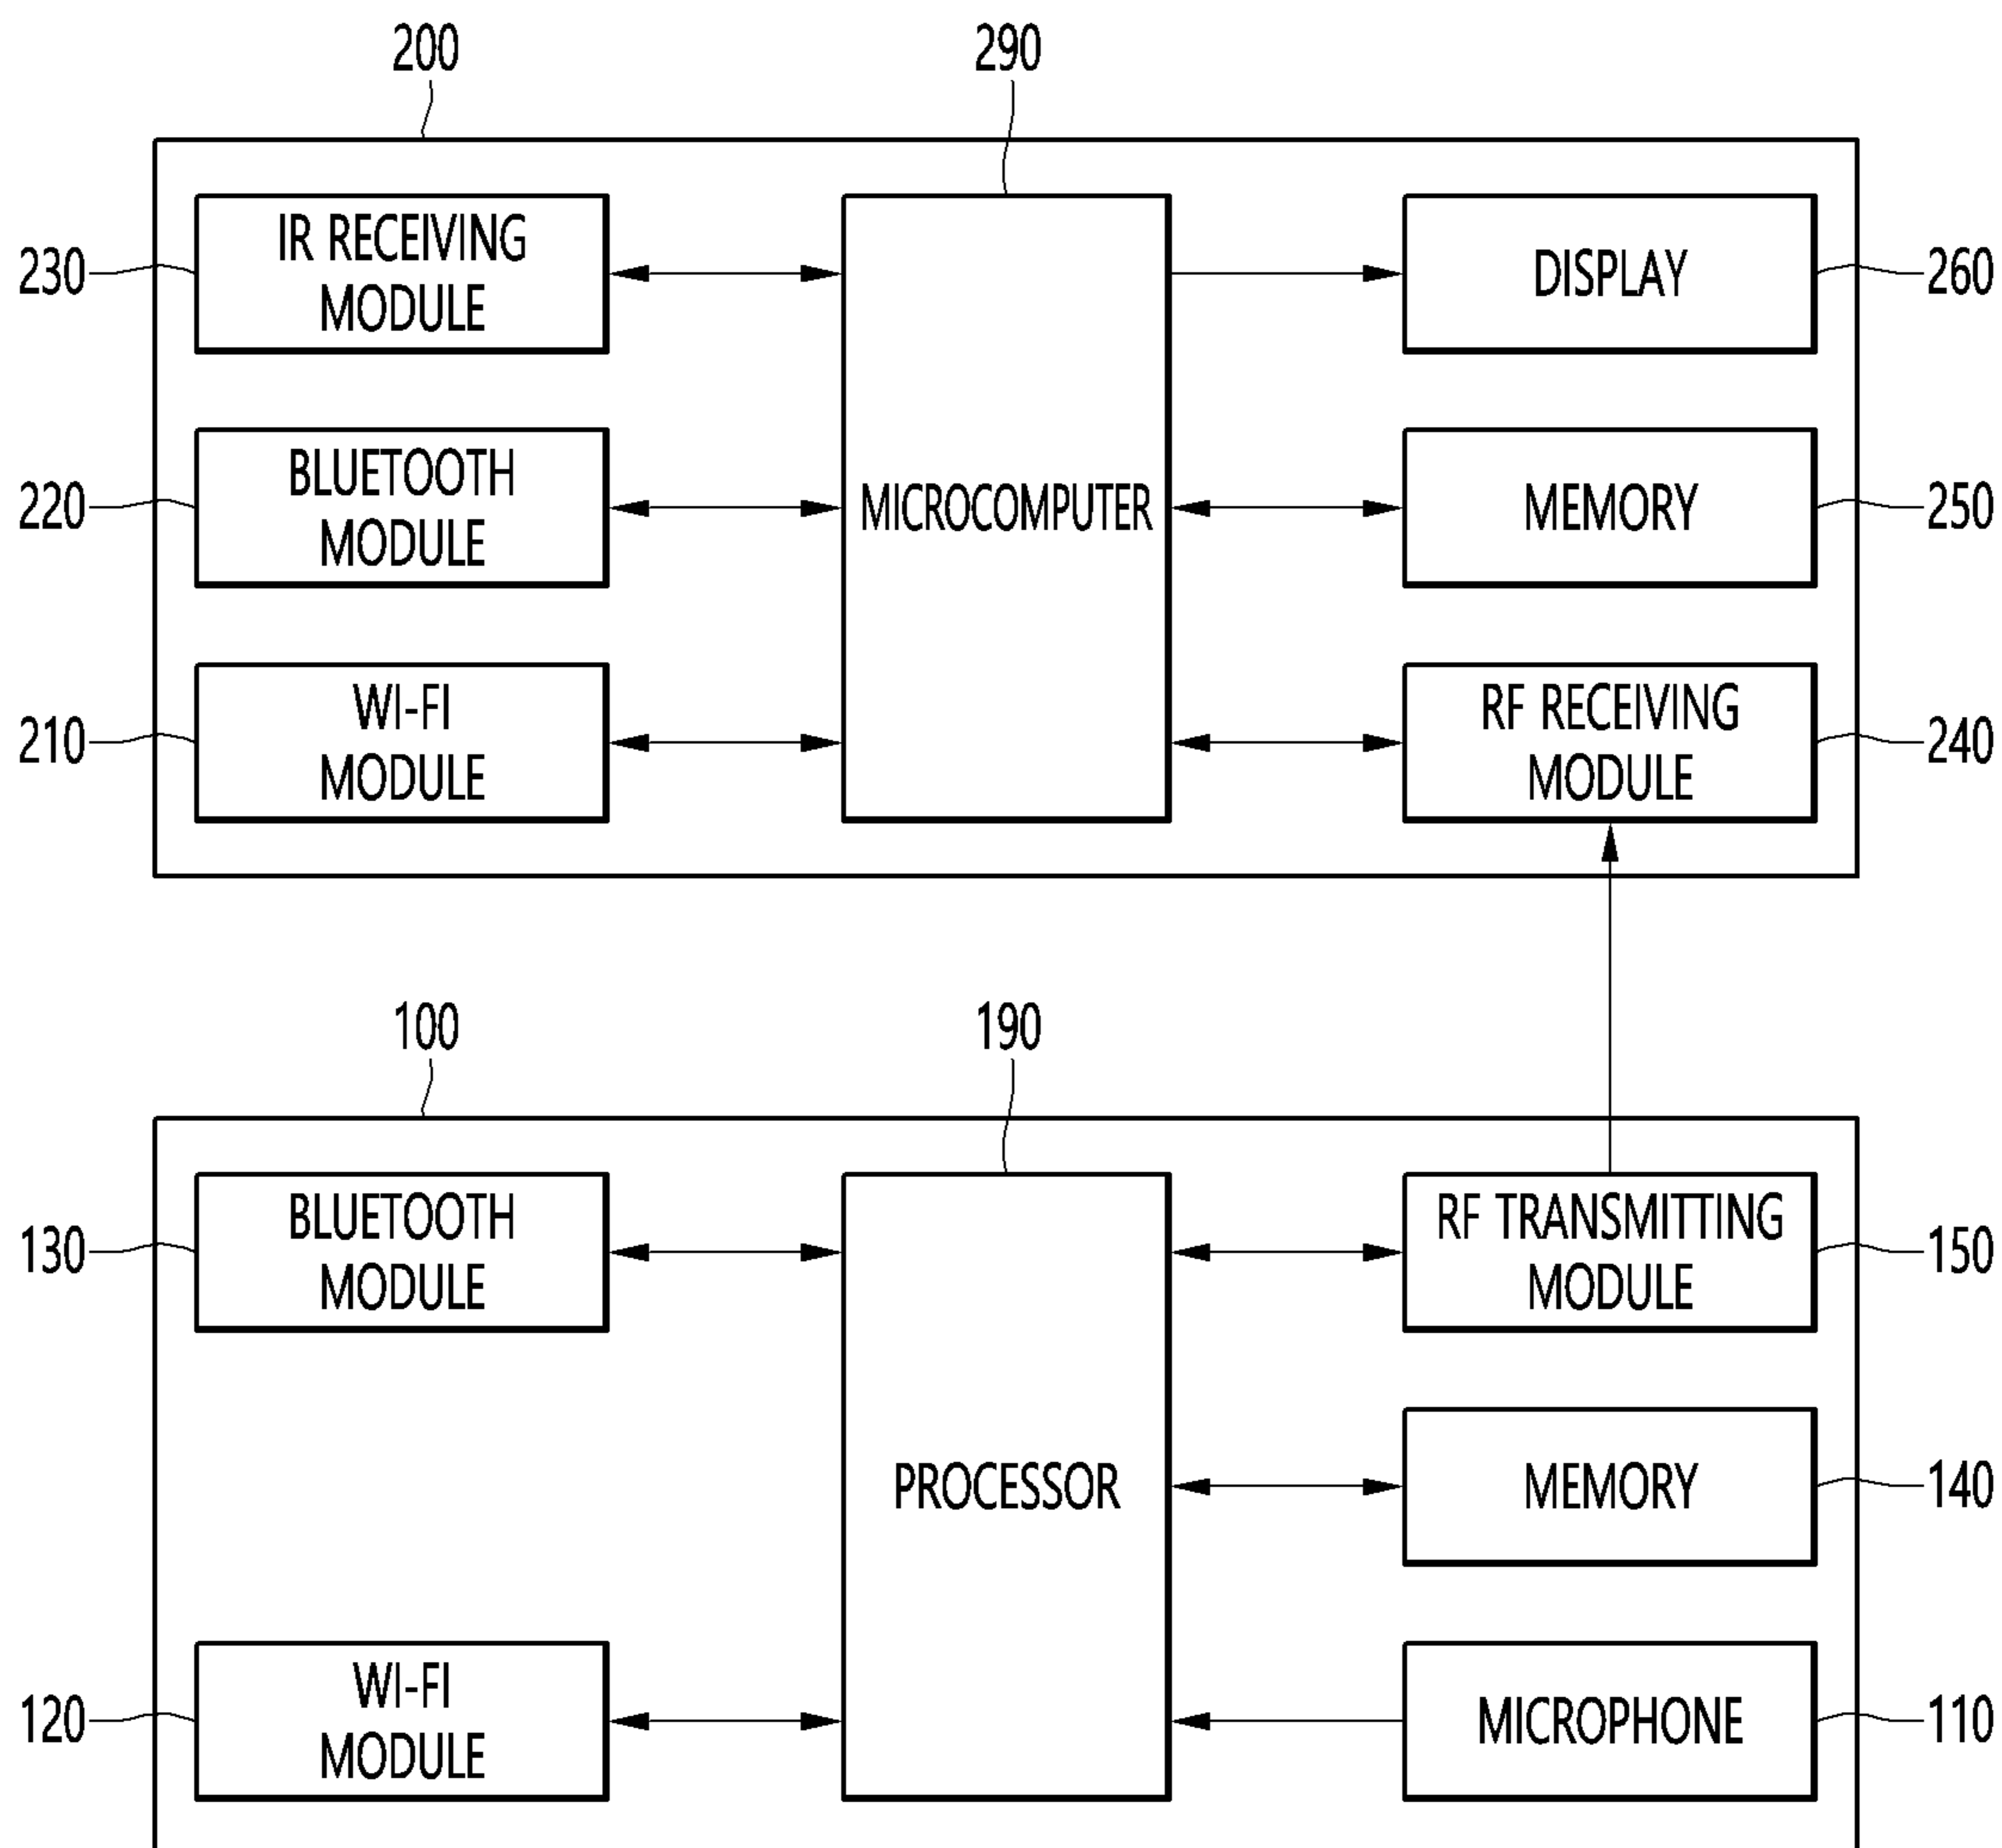 200
290
230
IR RECEIVING
MODULE
DISPLAY
260
220
BLUETOOTH
MODULE
MICROCOMPUTER
MEMORY
250
210
WI-FI
MODULE
RF RECEIVING
MODULE
240
100
190
130
BLUETOOTH
MODULE
RF TRANSMITTING
MODULE
150
PROCESSOR
MEMORY
140
120
WI-FI
MODULE
MICROPHONE
110